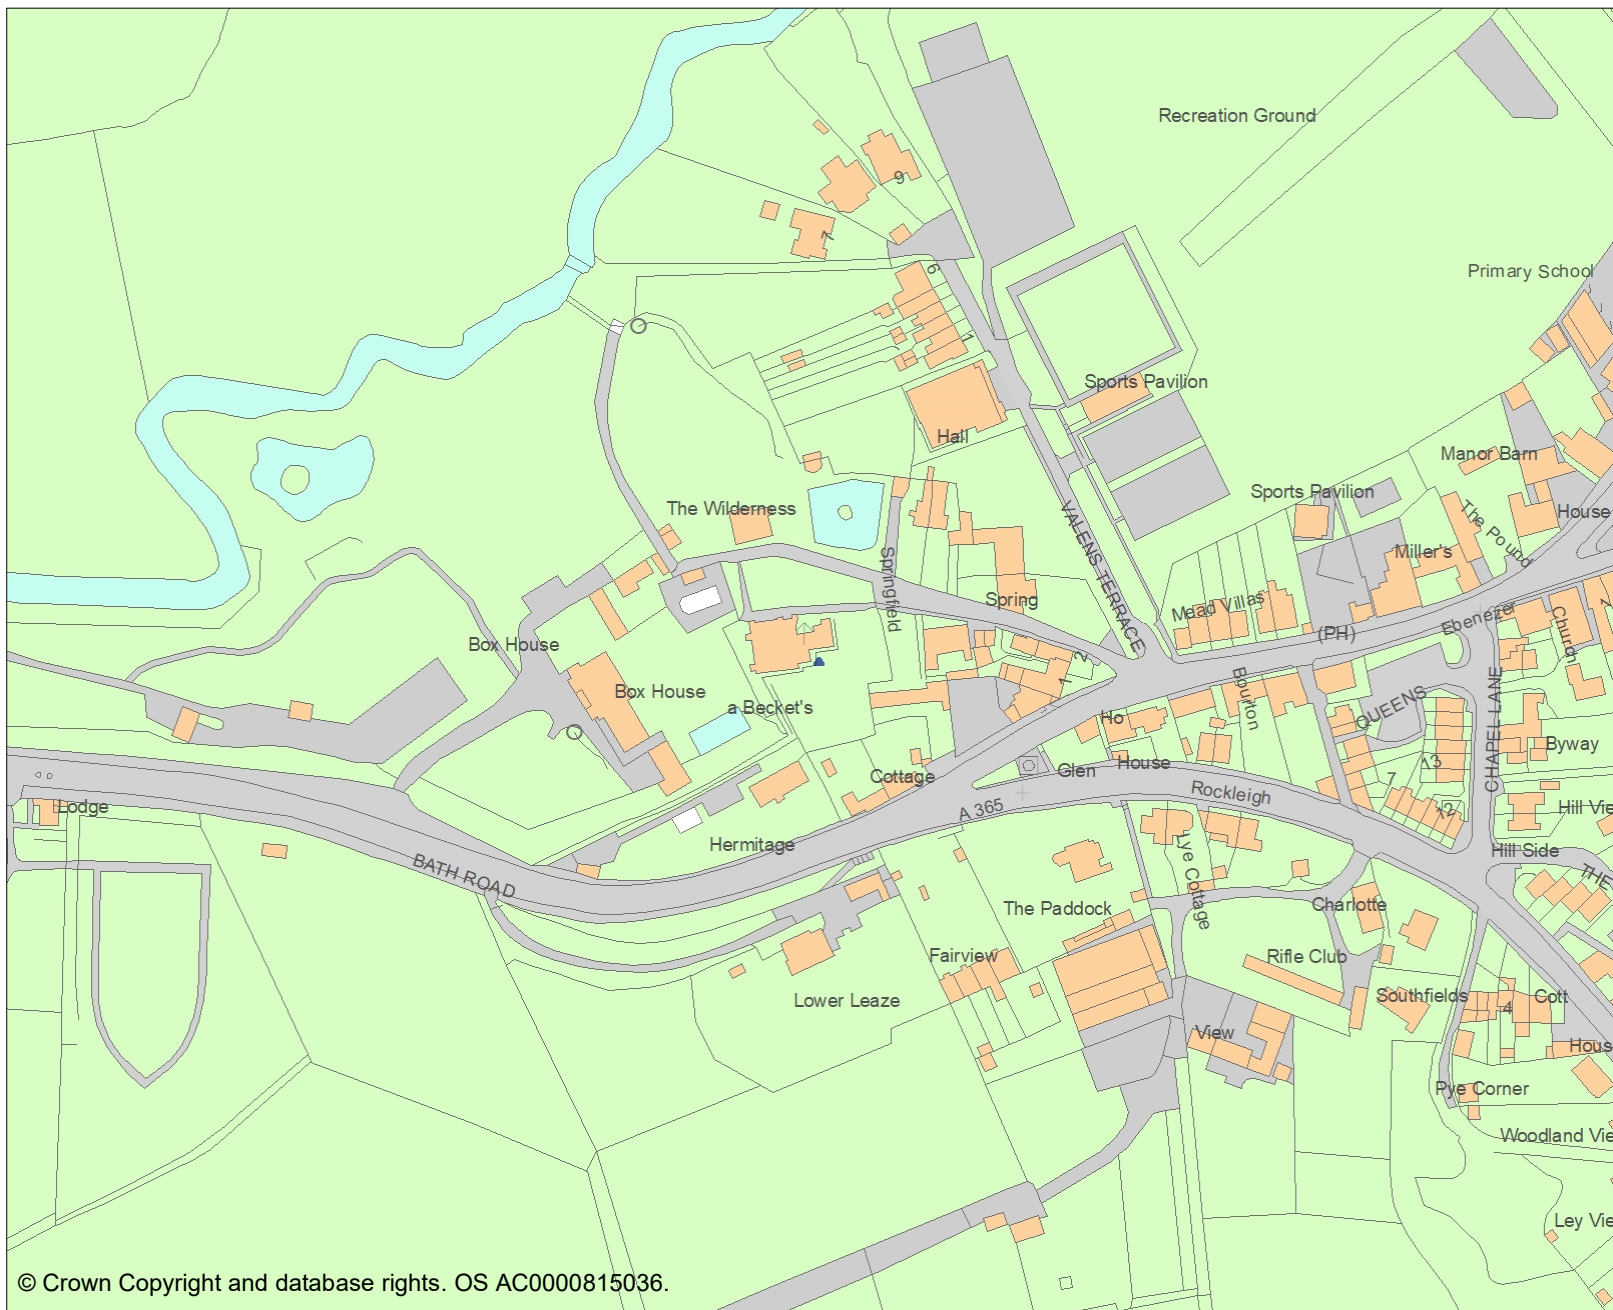 Recreation Ground
9
7
Primary School
6
1
Sports Pavilion
Hall
Manor Barn
Sports Pavilion
The Wilderness
The Pound
House
VALENS TERRACE
Miller's
Springfield
Spring
Mead Villas
Ebenezer
Church
1
(PH)
Box House
2
1
Box House
a Becket's
Bourton
QUEENS
CHAPEL LANE
Ho
Byway
Cottage
Glen
House
13
7
Rockleigh
Lodge
A 365
12
Hill Vie
Hermitage
BATH ROAD
Lye Cottage
Hill Side
THE
The Paddock
Charlotte
Fairview
Rifle Club
Lower Leaze
Southfields
4
Cott
View
Hous
Pye Corner
Woodland Vie
Ley Vie
© Crown Copyright and database rights. OS AC0000815036.